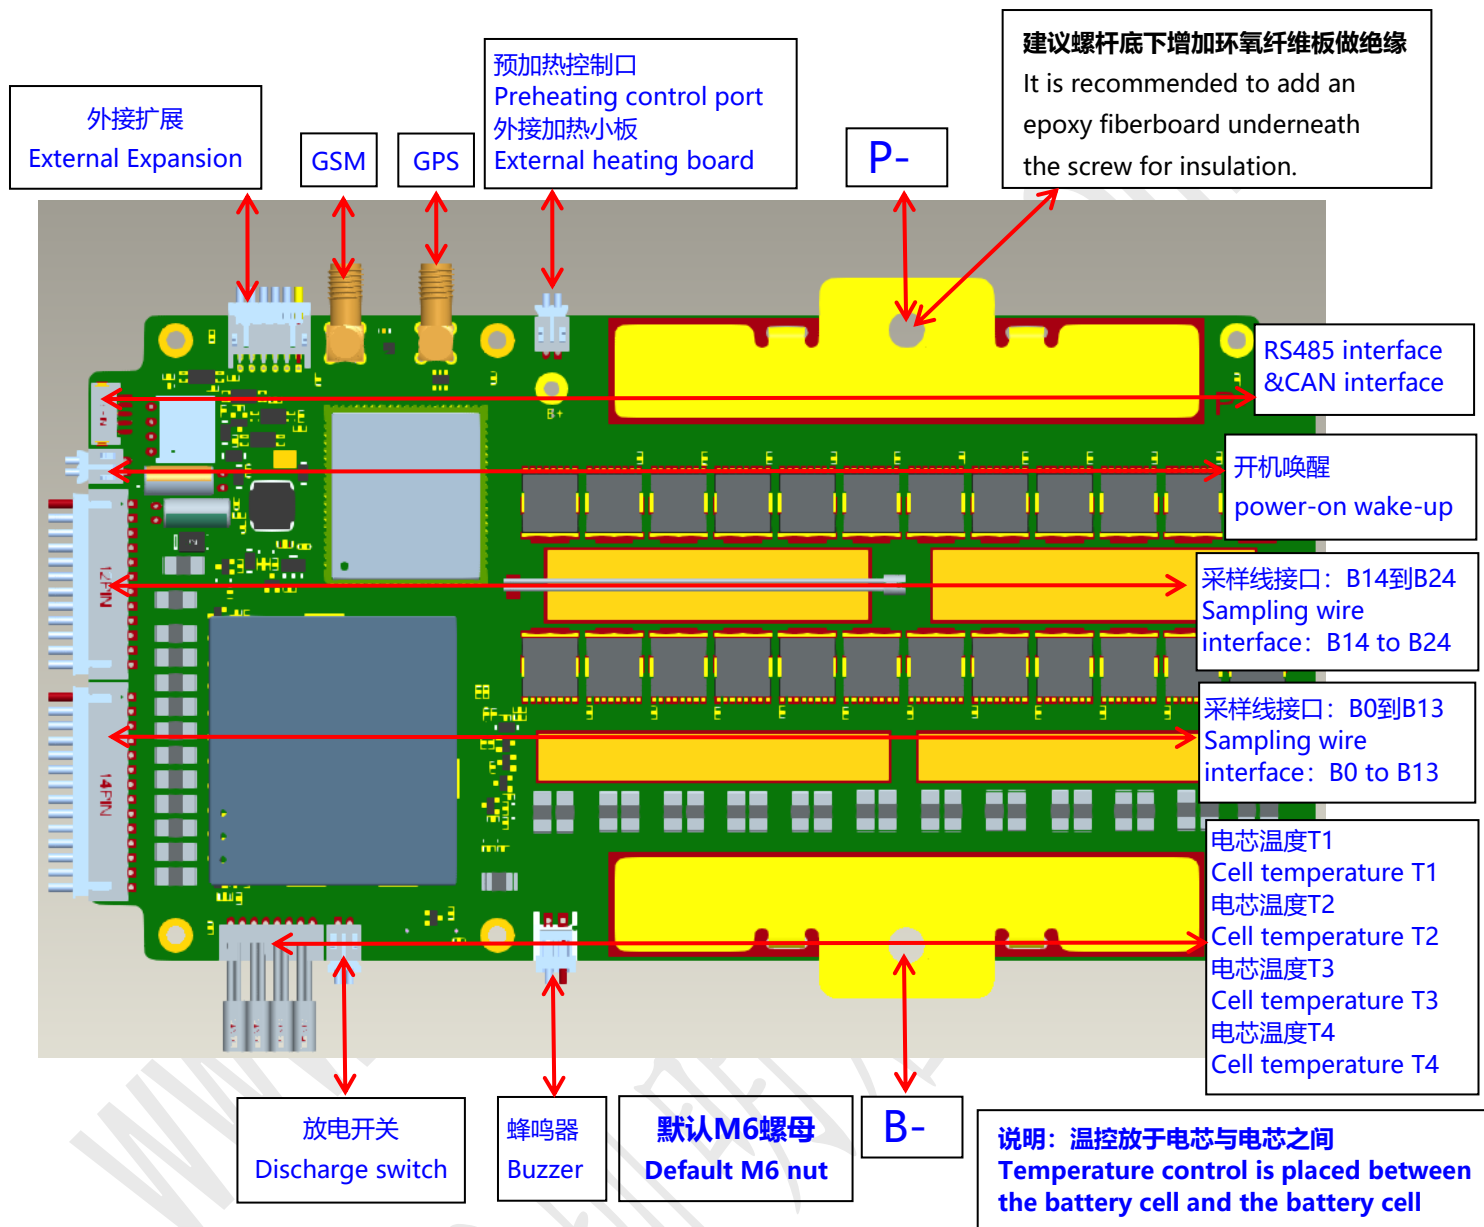 建议螺杆底下增加环氧纤维板做绝缘
It is recommended to add an
epoxy fiberboard underneath
the screw for insulation.
预加热控制口
Preheating control port
外接加热小板
External heating board
外接扩展
External Expansion
GSM
GPS
P-
RS485 interface
&CAN interface
B+
P-
开机唤醒
power-on wake-up
12PIN
采样线接口：B14到B24
Sampling wire
interface：B14 to B24
14PIN
采样线接口：B0到B13
Sampling wire
interface：B0 to B13
电芯温度T1
Cell temperature T1
电芯温度T2
Cell temperature T2
电芯温度T3
Cell temperature T3
电芯温度T4
Cell temperature T4
放电开关
Discharge switch
蜂鸣器
Buzzer
默认M6螺母
Default M6 nut
B-
说明：温控放于电芯与电芯之间
Temperature control is placed between
the battery cell and the battery cell